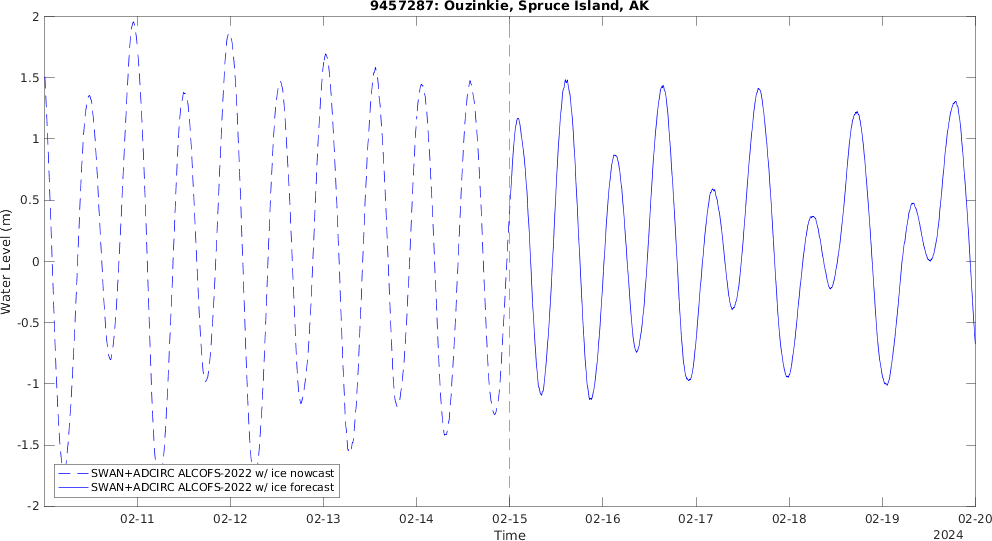 9457287: Ouzinkie, Spruce Island, AK
Water Level (m)
2
1.5
1
0.5
0
-0.5
-1
-1.5
-2
SWAN+ADCIRC ALCOFS-2022 w/ ice nowcast
SWAN+ADCIRC ALCOFS-2022 w/ ice forecast
02-11 02-12 02-13 02-14 02-15 02-16 02-17 02-18 02-19 02-20
Time
2024